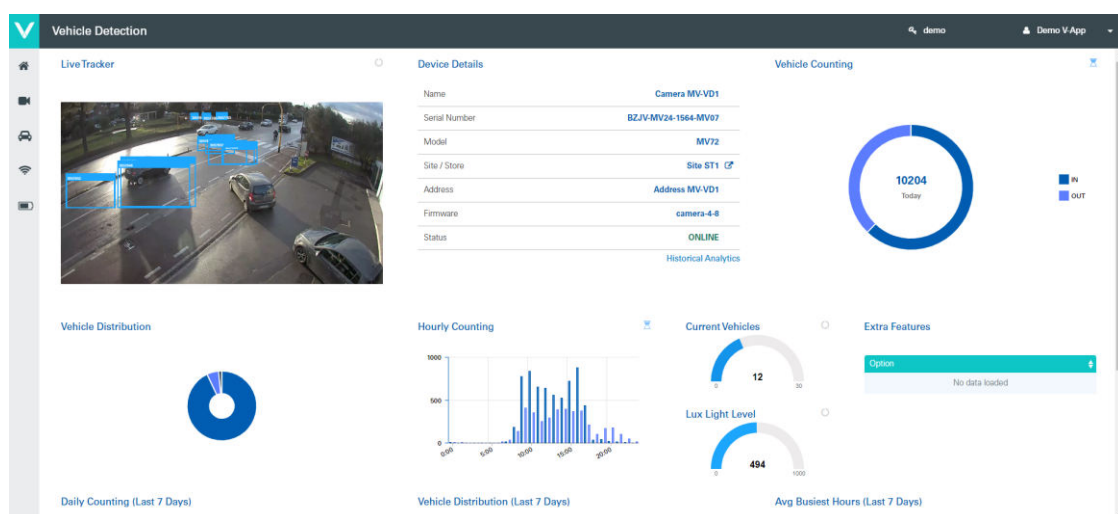 Vehicle Detection
demo
Demo V-App
Live Tracker
Device Details
Name Camera MV-VD1
Serial Number BZJV-MV24-1564-MV07
Model MV72
Site / Store Site ST1
Address Address MV-VD1
Firmware camera-4-8
Status ONLINE
Historical Analytics
Vehicle Counting
10204
Today
IN
OUT
Vehicle Distribution
Hourly Counting
1000
500
0
0:00 5:00 10:00 15:00 20:00
Current Vehicles
12
0 50
Lux Light Level
494
0 1000
Extra Features
Option
No data loaded
Daily Counting (Last 7 Days)
Vehicle Distribution (Last 7 Days)
Avg Busiest Hours (Last 7 Days)